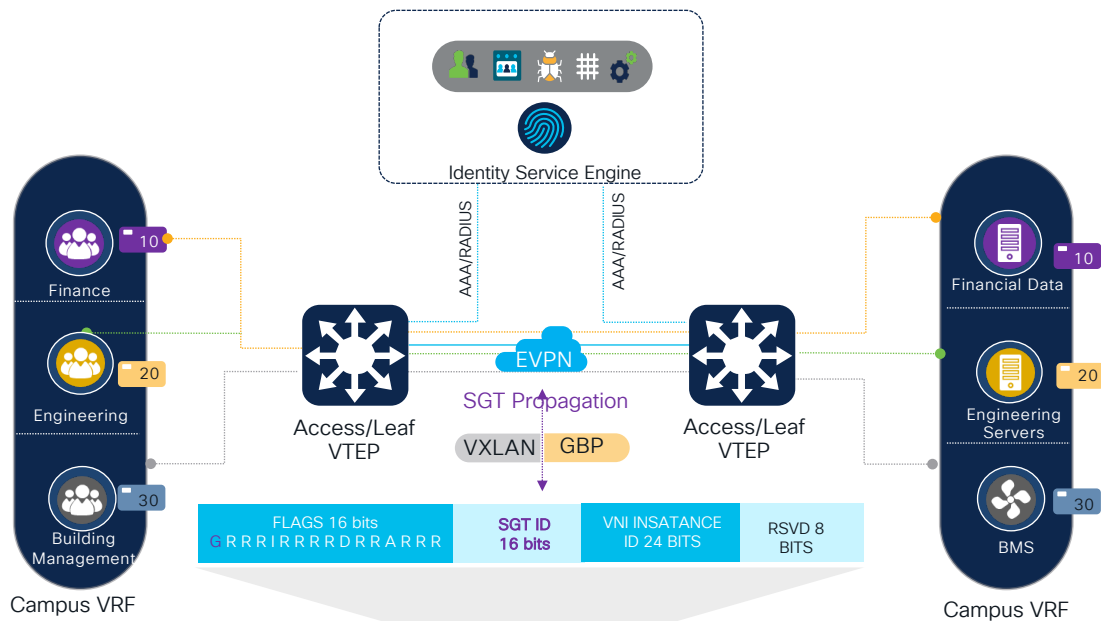 Identity Service Engine
AAA/RADIUS
AAA/RADIUS
10
Finance
20
Engineering
30
Building
Management
Campus VRF
Access/Leaf
VTEP
EVPN
SGT Propagation
VXLAN
GBP
Access/Leaf
VTEP
FLAGS 16 bits
G R R R I R R R R D R R A R R R
SGT ID
16 bits
VNI INSATANCE
ID 24 BITS
RSVD 8
BITS
10
Financial Data
20
Engineering
Servers
30
BMS
Campus VRF